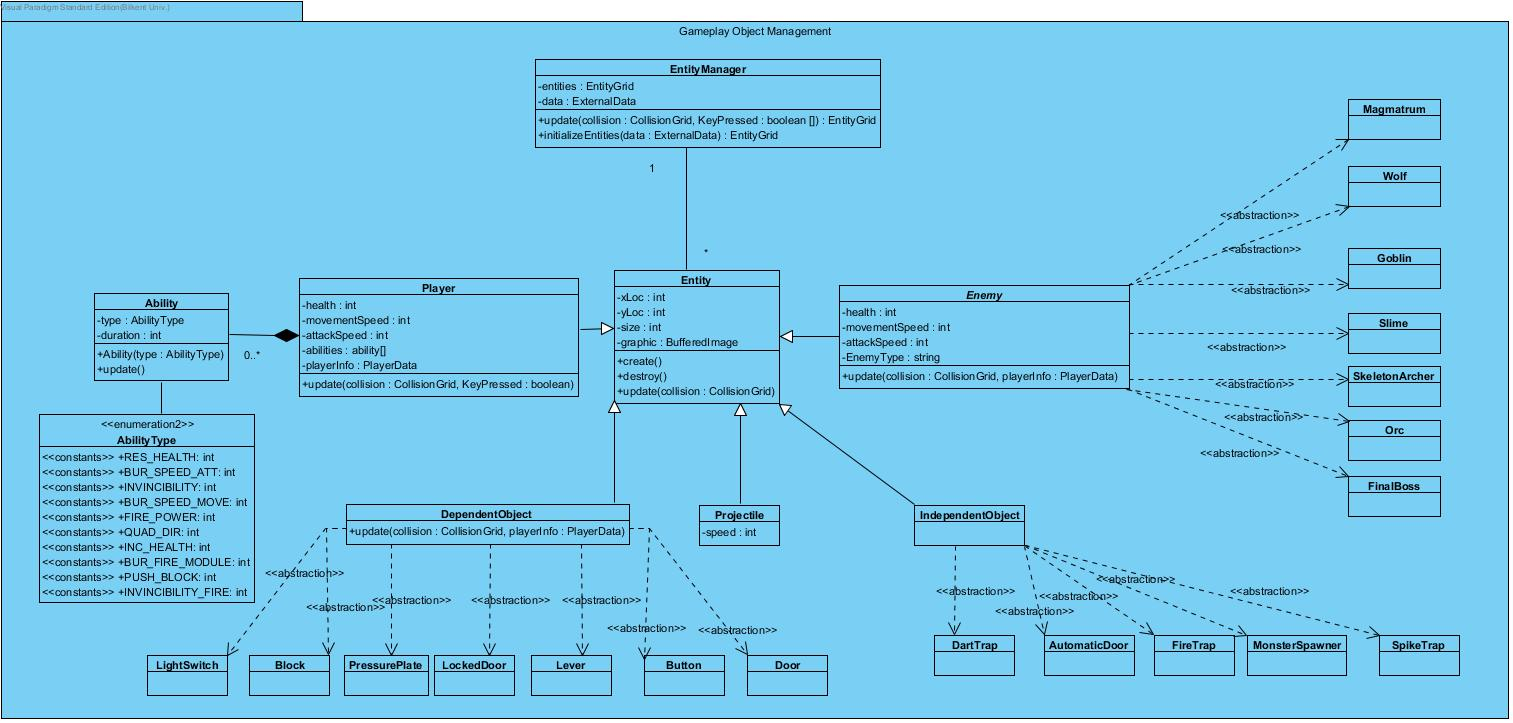 Visual Paradigm Standard Edition(Bilkent Univ.)
Gameplay Object Management
EntityManager
-entities : EntityGrid
-data : ExternalData
+update(collision : CollisionGrid, KeyPressed : boolean []) : EntityGrid
+initializeEntities(data : ExternalData) : EntityGrid
1
*
Ability
-type : AbilityType
-duration : int
+Ability(type : AbilityType)
+update()
0..*
<<enumeration2>>
AbilityType
<<constants>> +RES_HEALTH: int
<<constants>> +BUR_SPEED_ATT: int
<<constants>> +INVINCIBILITY: int
<<constants>> +BUR_SPEED_MOVE: int
<<constants>> +FIRE_POWER: int
<<constants>> +QUAD_DIR: int
<<constants>> +INC_HEALTH: int
<<constants>> +BUR_FIRE_MODULE: int
<<constants>> +PUSH_BLOCK: int
<<constants>> +INVINCIBILITY_FIRE: int
Player
-health : int
-movementSpeed : int
-attackSpeed : int
-abilities : ability[]
-playerInfo : PlayerData
+update(collision : CollisionGrid, KeyPressed : boolean)
Entity
-xLoc : int
-yLoc : int
-size : int
-graphic : BufferedImage
+create()
+destroy()
+update(collision : CollisionGrid)
Enemy
-health : int
-movementSpeed : int
-attackSpeed : int
-EnemyType : string
+update(collision : CollisionGrid, playerInfo : PlayerData)
<<abstraction>>
<<abstraction>>
<<abstraction>>
<<abstraction>>
<<abstraction>>
<<abstraction>>
<<abstraction>>
Magmatrum
Wolf
Goblin
Slime
SkeletonArcher
Orc
FinalBoss
DependentObject
+update(collision : CollisionGrid, playerInfo : PlayerData)
Projectile
-speed : int
IndependentObject
<<abstraction>>
<<abstraction>>
<<abstraction>>
<<abstraction>>
<<abstraction>>
<<abstraction>>
<<abstraction>>
<<abstraction>>
<<abstraction>>
<<abstraction>>
<<abstraction>>
<<abstraction>>
LightSwitch
Block
PressurePlate
LockedDoor
Lever
Button
Door
DartTrap
AutomaticDoor
FireTrap
MonsterSpawner
SpikeTrap